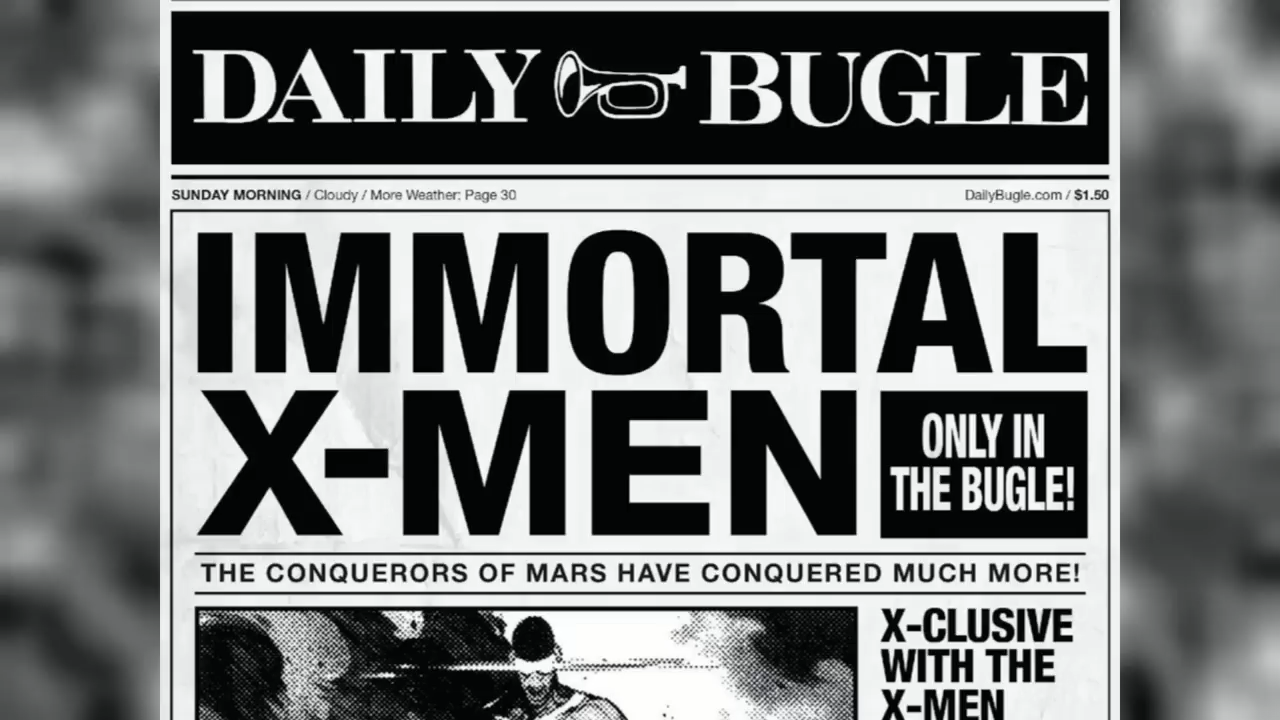 DAILY BUGLE
SUNDAY MORNING / Cloudy / More Weather: Page 30
DailyBugle.com / $1.50
IMMORTAL
X-MEN
ONLY IN
THE BUGLE!
THE CONQUERORS OF MARS HAVE CONQUERED MUCH MORE!
X-CLUSIVE
WITH THE
X-MEN